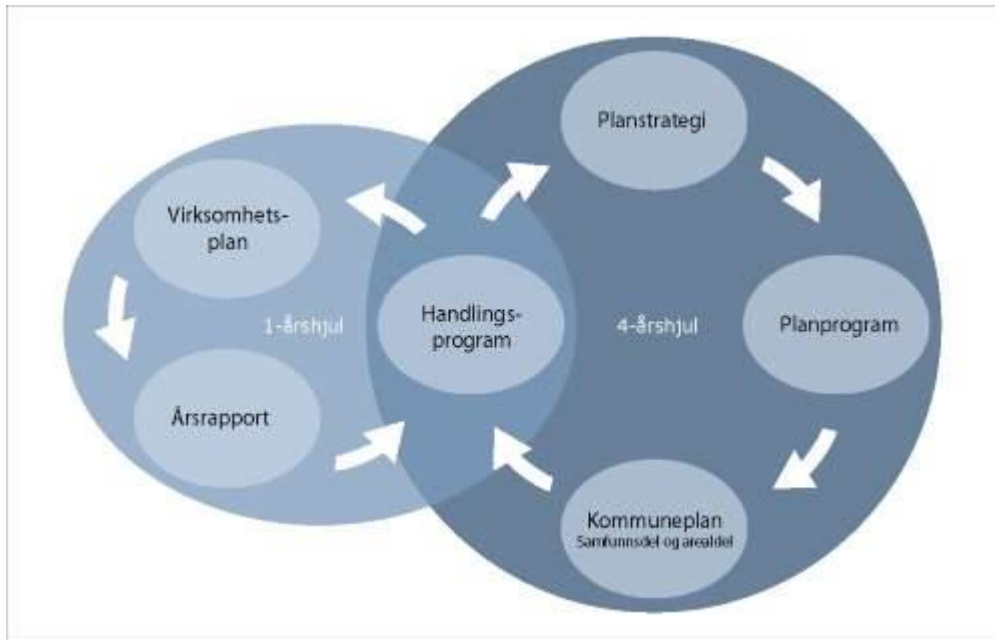 Planstrategi
Virksomhets-
plan
1-årshjul
Handlings-
program
4-årshjul
Planprogram
Årsrapport
Kommuneplan
Samfunnsdel og arealdel